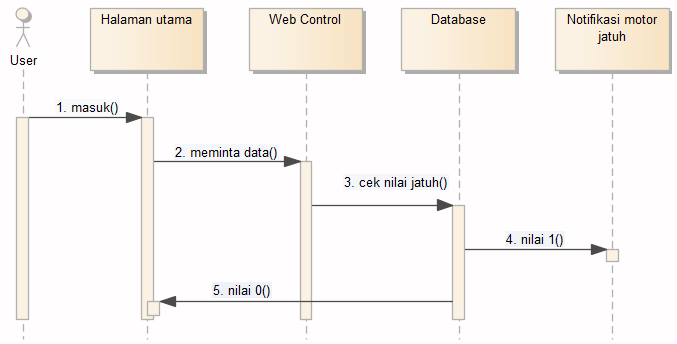 User
Halaman utama
Web Control
Database
Notifikasi motor
jatuh
1. masuk()
2. meminta data()
3. cek nilai jatuh()
4. nilai 1()
5. nilai 0()